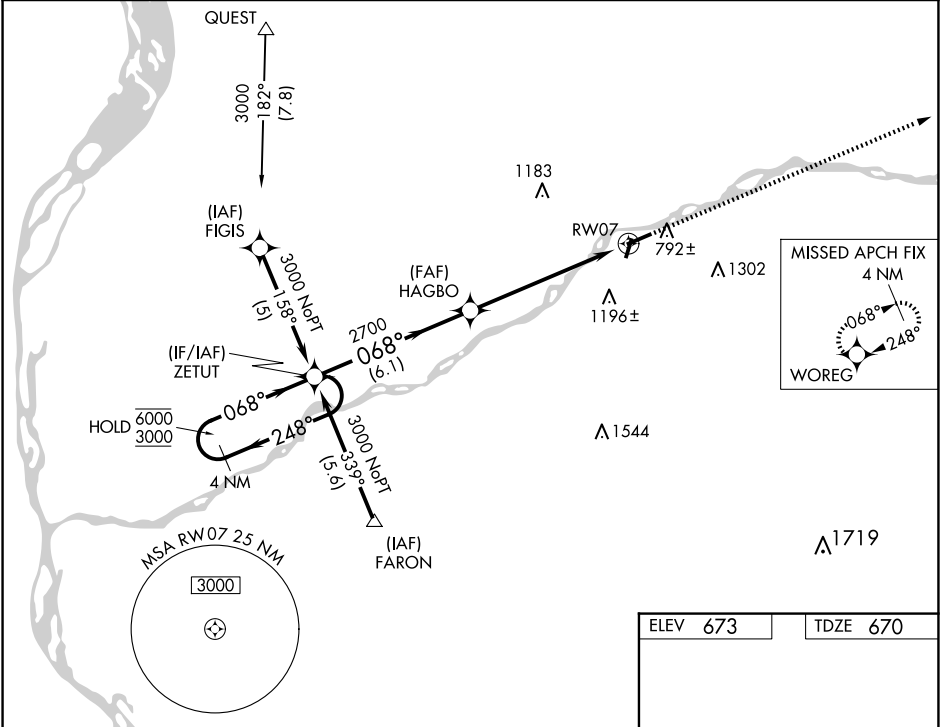 QUEST
3000
182°
(7.8)
1183
(IAF)
FIGIS
3000 NoPT
158°
(5)
RW07
792±
1302
(FAF)
HAGBO
1196±
MISSED APCH FIX
4 NM
068°
248°
WOREG
(IF/IAF)
ZETUT
2700
068°
(6.1)
HOLD 6000
3000
068°
248°
4 NM
3000 NoPT
339°
(5.6)
1544
(IAF)
FARON
1719
MSA RW07 25 NM
3000
ELEV 673
TDZE 670